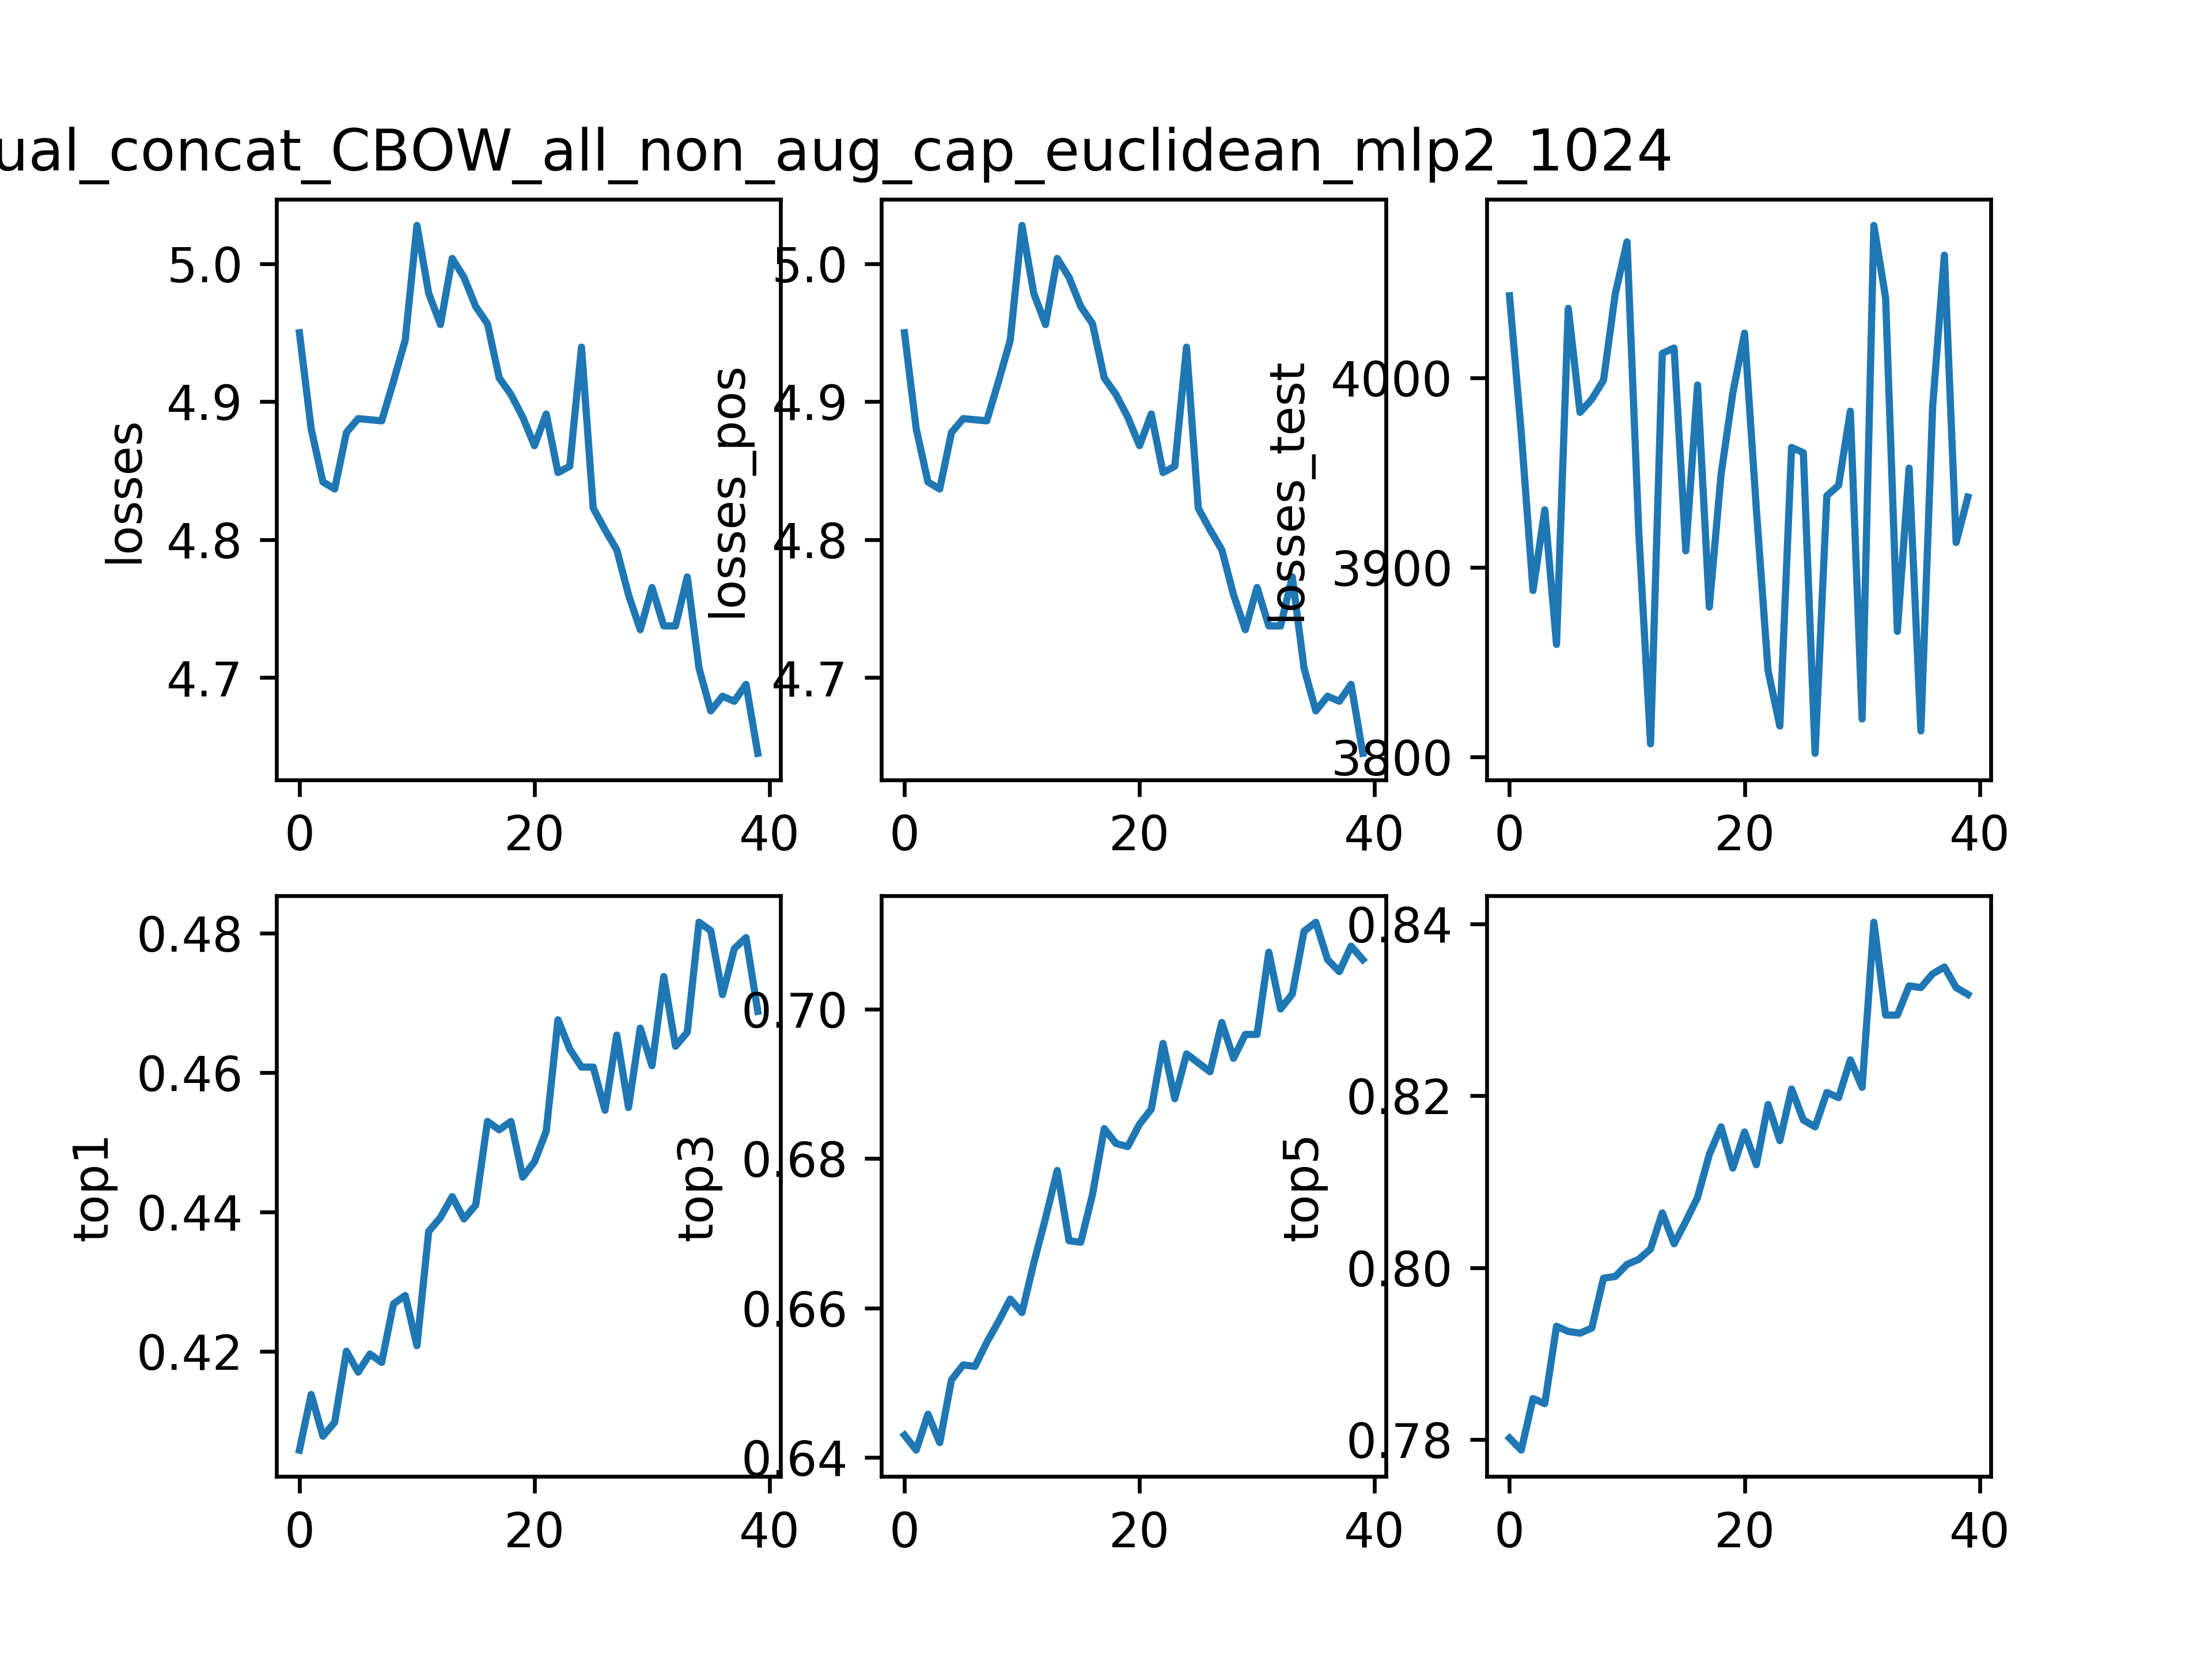 ual_concat_CBOW_all_non_aug_cap_euclidean_mlp2_1024
losses
5.0
4.9
4.8
4.7
0 20 40
losses_pos
5.0
4.9
4.8
4.7
0 20 40
losses_test
4000
3900
3800
0 20 40
top1
0.48
0.46
0.44
0.42
0 20 40
top3
0.70
0.68
0.66
0.64
0 20 40
top5
0.84
0.82
0.80
0.78
0 20 40